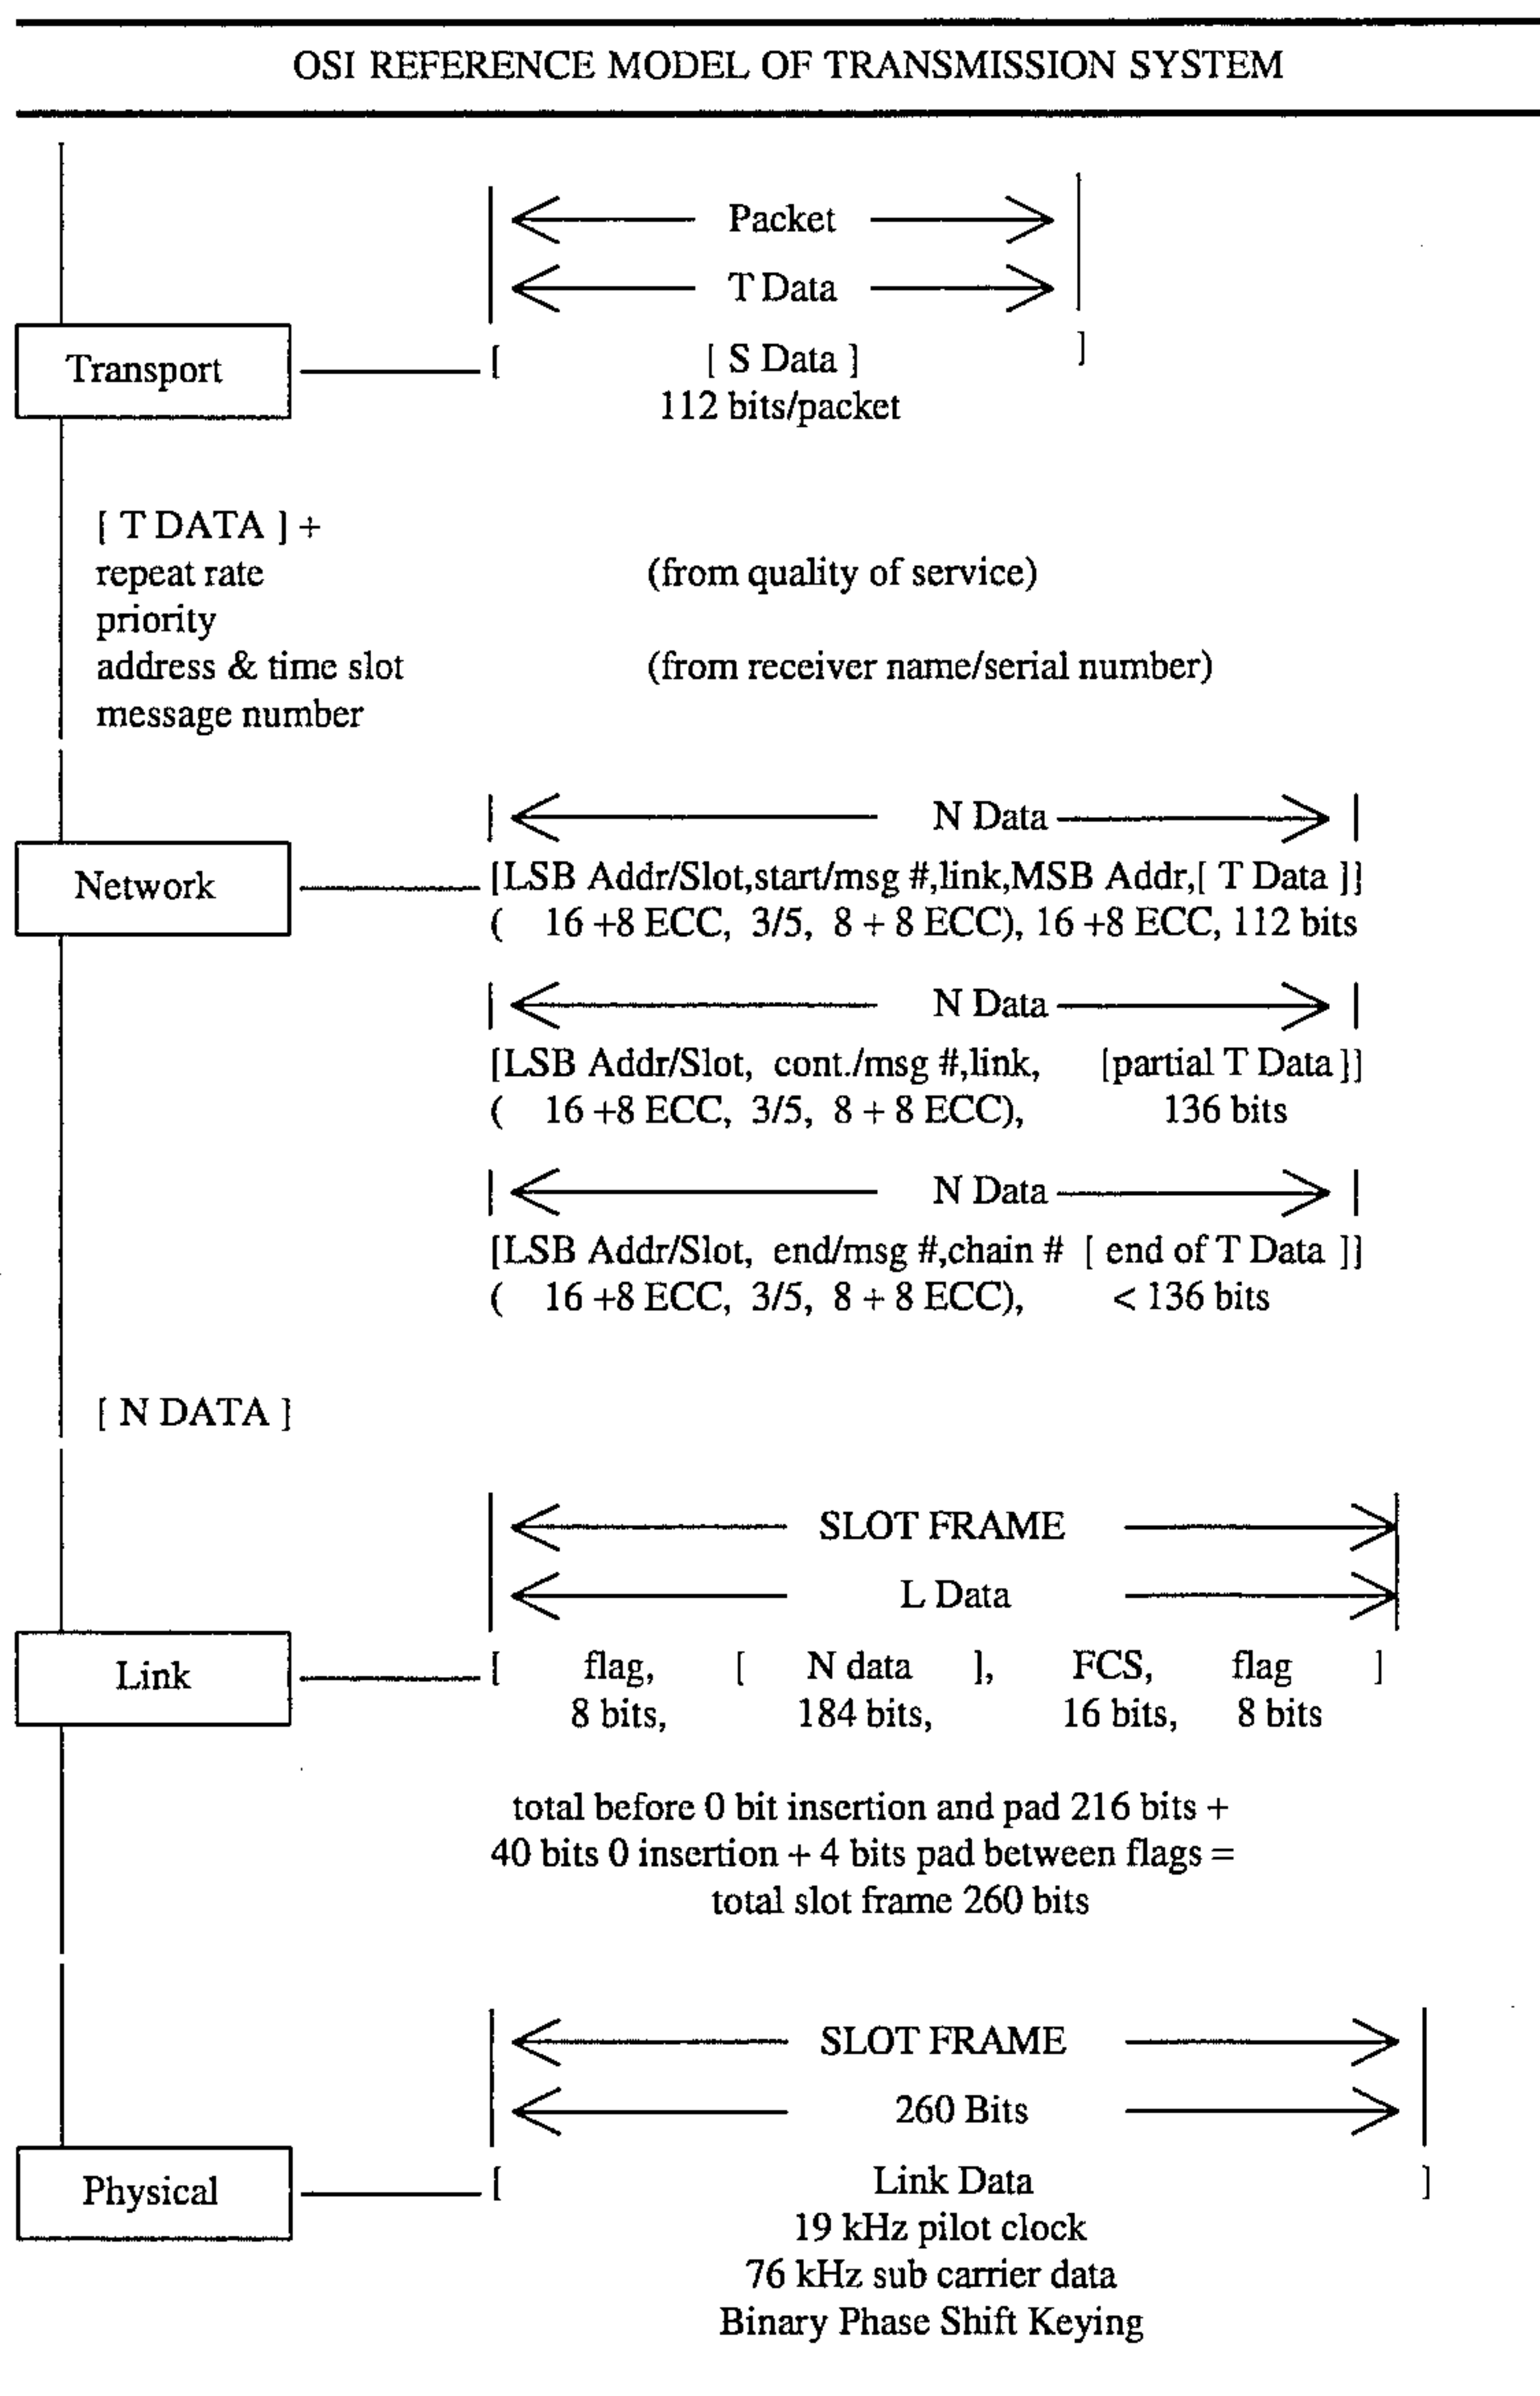 OSI REFERENCE MODEL OF TRANSMISSION SYSTEM
Packet
T Data
Transport
[ [ S Data ] ]
112 bits/packet
[ T DATA ] +
repeat rate (from quality of service)
priority
address & time slot (from receiver name/serial number)
message number
N Data
Network
[LSB Addr/Slot,start/msg #,link,MSB Addr,[ T Data ]]
( 16 +8 ECC, 3/5, 8 + 8 ECC), 16 +8 ECC, 112 bits
N Data
[LSB Addr/Slot, cont./msg #,link, [partial T Data]]
( 16 +8 ECC, 3/5, 8 + 8 ECC), 136 bits
N Data
[LSB Addr/Slot, end/msg #,chain # [ end of T Data ]]
( 16 +8 ECC, 3/5, 8 + 8 ECC), < 136 bits
[ N DATA ]
SLOT FRAME
L Data
Link
[ flag, [ N data ], FCS, flag ]
8 bits, 184 bits, 16 bits, 8 bits
total before 0 bit insertion and pad 216 bits +
40 bits 0 insertion + 4 bits pad between flags =
total slot frame 260 bits
SLOT FRAME
260 Bits
Physical
[ Link Data ]
19 kHz pilot clock
76 kHz sub carrier data
Binary Phase Shift Keying